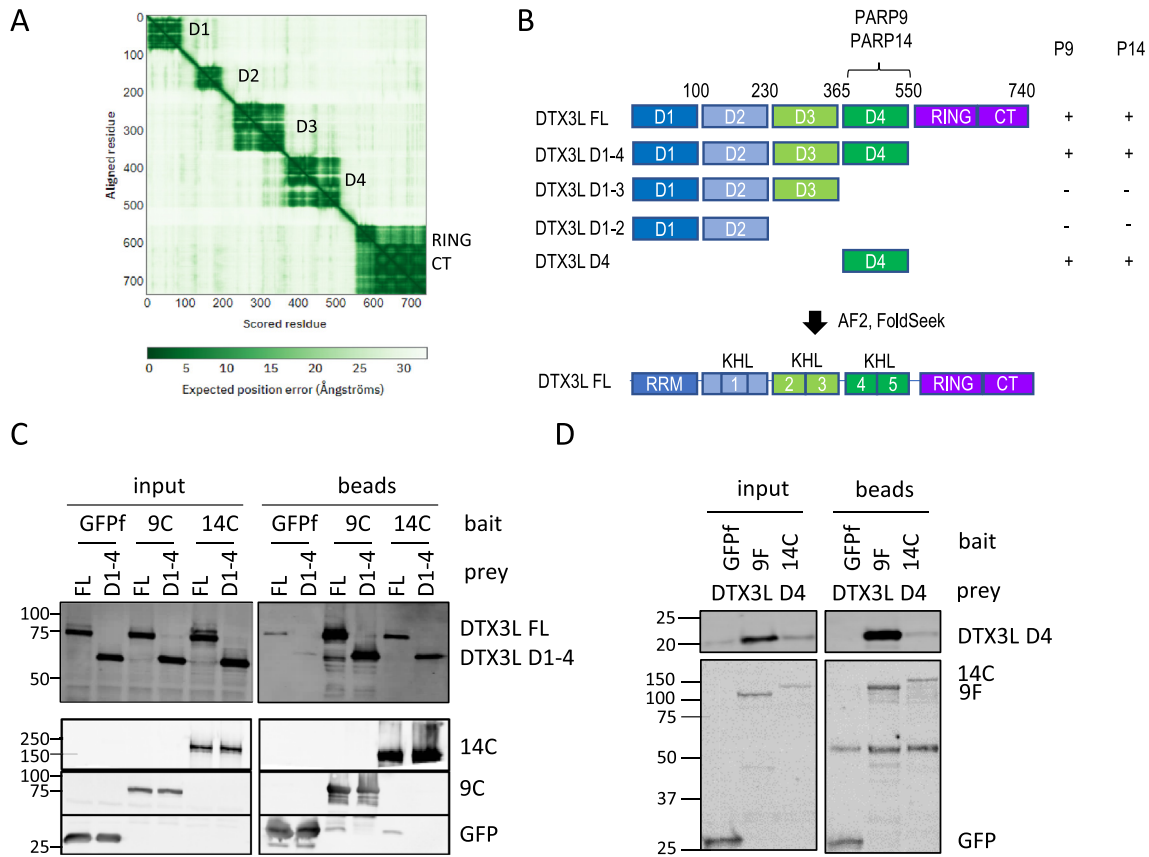 A
0
100
200
300
400
500
600
700
Aligned residue
D1
D2
D3
D4
RING
CT
0 100 200 300 400 500 600 700
Scored residue
0 5 10 15 20 25 30
Expected position error (Ångströms)
B
PARP9
PARP14
P9 P14
100 230 365 550 740
DTX3L FL D1 D2 D3 D4 RING CT + +
DTX3L D1-4 D1 D2 D3 D4 + +
DTX3L D1-3 D1 D2 D3 - -
DTX3L D1-2 D1 D2 - -
DTX3L D4 D4 + +
AF2, FoldSeek
KHL KHL KHL
DTX3L FL RRM 1 2 3 4 5 RING CT
C
input beads
GFPf 9C 14C GFPf 9C 14C bait
FL D1-4 FL D1-4 FL D1-4 FL D1-4 FL D1-4 FL D1-4 prey
100
75
50
DTX3L FL
DTX3L D1-4
250
150
14C
100
75
9C
25
GFP
D
input beads
GFPf 9F 14C GFPf 9F 14C bait
DTX3L D4 DTX3L D4 prey
25
20
DTX3L D4
150
100
75
50
37
25
14C
9F
GFP